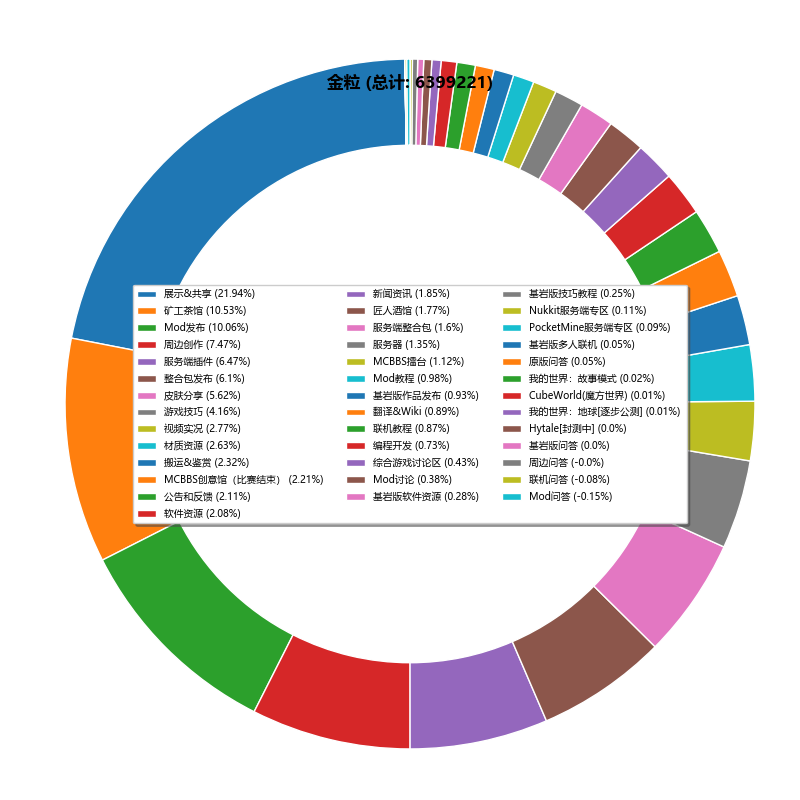 金粒 (总计: 6399221)
展示&共享 (21.94%)
矿工茶馆 (10.53%)
Mod发布 (10.06%)
周边创作 (7.47%)
服务端插件 (6.47%)
整合包发布 (6.1%)
皮肤分享 (5.62%)
游戏技巧 (4.16%)
视频实况 (2.77%)
材质资源 (2.63%)
搬运&鉴赏 (2.32%)
MCBBS创意馆（比赛结束） (2.21%)
公告和反馈 (2.11%)
软件资源 (2.08%)
新闻资讯 (1.85%)
匠人酒馆 (1.77%)
服务端整合包 (1.6%)
服务器 (1.35%)
MCBBS擂台 (1.12%)
Mod教程 (0.98%)
基岩版作品发布 (0.93%)
翻译&Wiki (0.89%)
联机教程 (0.87%)
编程开发 (0.73%)
综合游戏讨论区 (0.43%)
Mod讨论 (0.38%)
基岩版软件资源 (0.28%)
基岩版技巧教程 (0.25%)
Nukkit服务端专区 (0.11%)
PocketMine服务端专区 (0.09%)
基岩版多人联机 (0.05%)
原版问答 (0.05%)
我的世界：故事模式 (0.02%)
CubeWorld(魔方世界) (0.01%)
我的世界：地球[逐步公测] (0.01%)
Hytale[封测中] (0.0%)
基岩版问答 (0.0%)
周边问答 (-0.0%)
联机问答 (-0.08%)
Mod问答 (-0.15%)